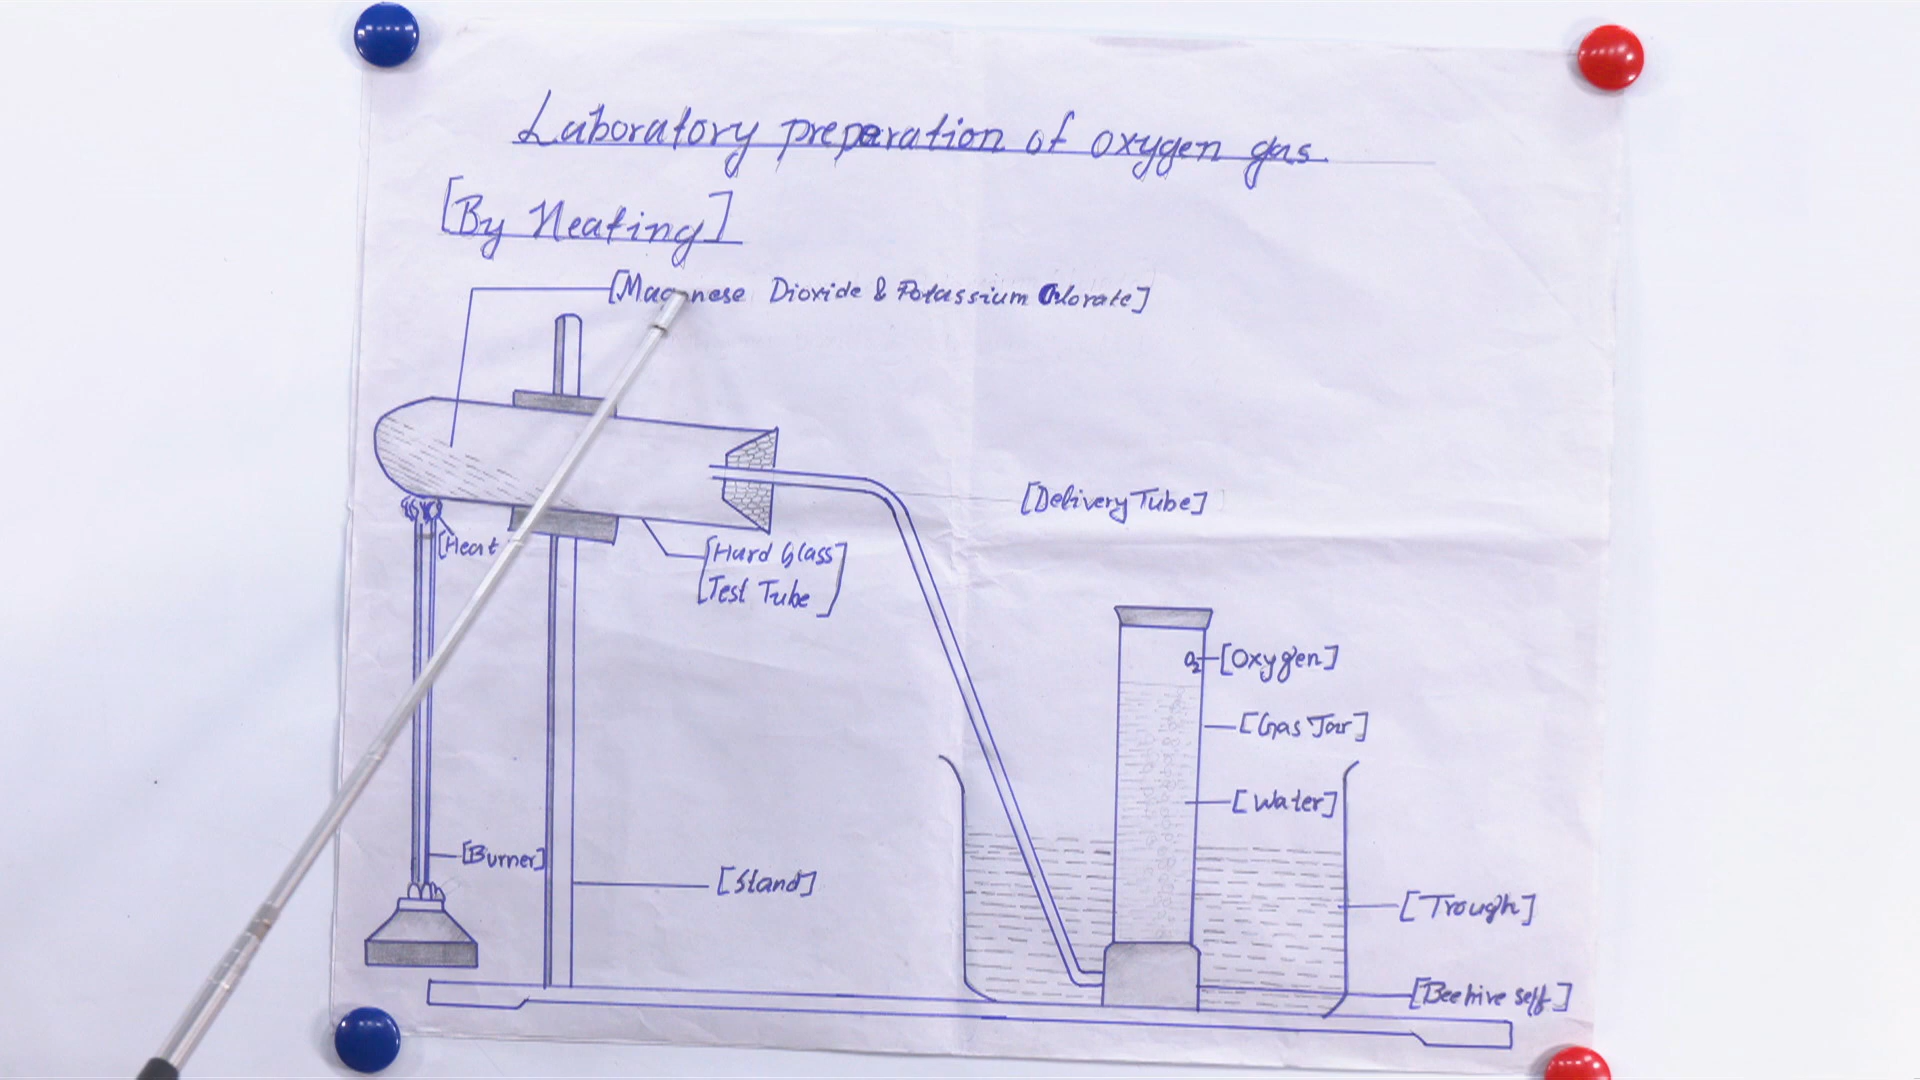 Laboratory preparation of oxygen gas.
[By Heating]
[Maganese Dioxide & Potassium Chlorate]
[Delivery Tube]
[Heat
[Hard Glass
Test Tube]
O2 [Oxygen]
[Gas Jar]
[Water]
[Burner]
[Stand]
[Trough]
[Beehive self]